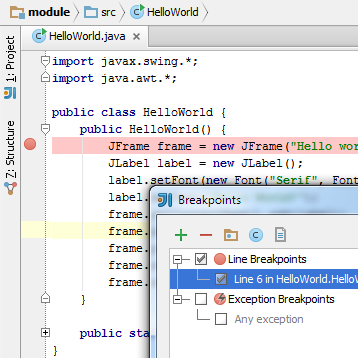 module src HelloWorld
HelloWorld.java
1: Project
Z: Structure
import javax.swing.*;
import java.awt.*;
public class HelloWorld {
public HelloWorld() {
JFrame frame = new JFrame("Hello wor
JLabel label = new JLabel();
label.setFont(new Font("Serif", Font
label.
frame.
frame.
frame.
frame.
frame.
}
public sta
}
Breakpoints
Line Breakpoints
Line 6 in HelloWorld.HelloW
Exception Breakpoints
Any exception